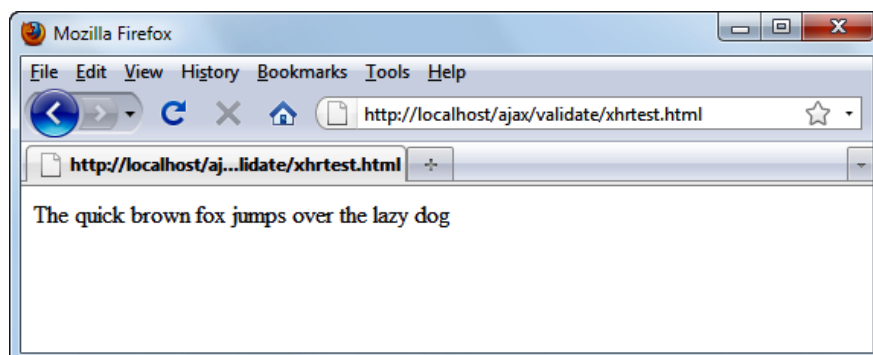 Mozilla Firefox
File Edit View History Bookmarks Tools Help
http://localhost/ajax/validate/xhrtest.html
http://localhost/aj...lidate/xhrtest.html
The quick brown fox jumps over the lazy dog